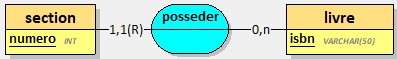 section
numero INT
1,1(R)
posseder
0,n
livre
isbn VARCHAR(50)